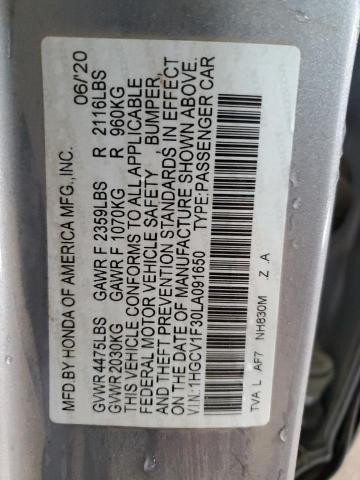 MFD.BY HONDA OF AMERICA MFG.,INC. 06/'20
GVWR 4475LBS GAWR F 2359LBS R 2116LBS
GVWR 2030KG GAWR F 1070KG R 960KG
THIS VEHICLE CONFORMS TO ALL APPLICABLE
FEDERAL MOTOR VEHICLE SAFETY , BUMPER,
AND THEFT PREVENTION STANDARDS IN EFFECT
ON THE DATE OF MANUFACTURE SHOWN ABOVE.
V.I.N.:1HGCV1F30LA091650 TYPE:PASSENGER CAR
TVA L AF7 NH830M Z .A